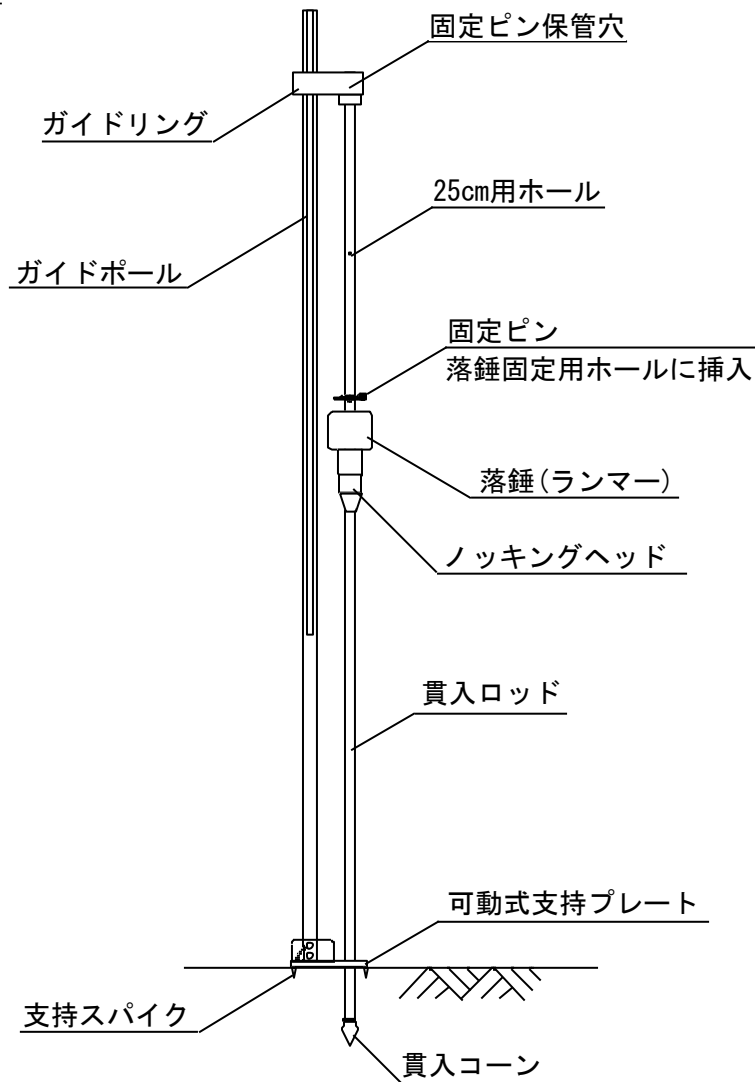 固定ピン保管穴
ガイドリング
25cm用ホール
ガイドポール
固定ピン
落錘固定用ホールに挿入
落錘(ランマー)
ノッキングヘッド
貫入ロッド
可動式支持プレート
支持スパイク
貫入コーン